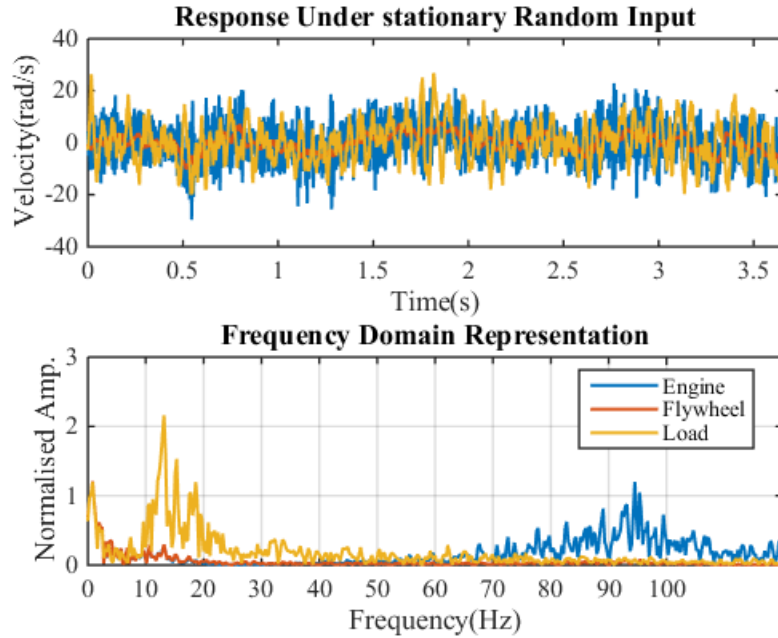 Response Under stationary Random Input
40
20
0
-20
-40
Velocity(rad/s)
0 0.5 1 1.5 2 2.5 3 3.5
Time(s)
Frequency Domain Representation
3
2
1
0
Normalised Amp.
Engine
Flywheel
Load
0 10 20 30 40 50 60 70 80 90 100
Frequency(Hz)